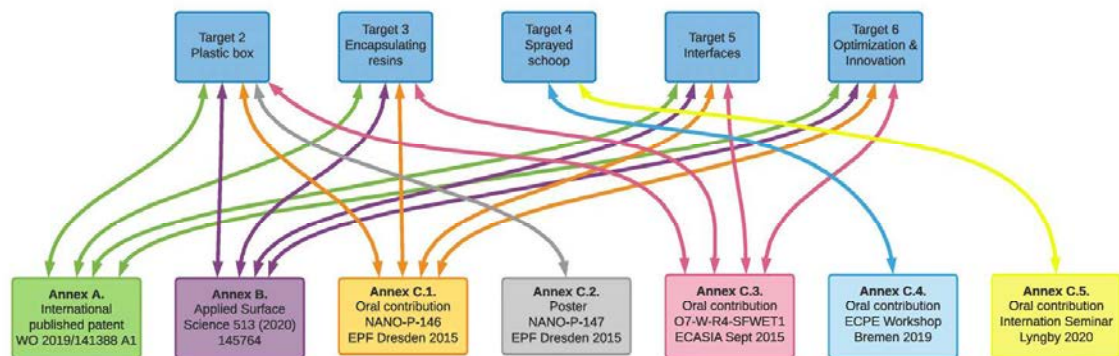 Target 2
Plastic box
Target 3
Encapsulating
resins
Target 4
Sprayed
schoop
Target 5
Interfaces
Target 6
Optimization &
Innovation
Annex A.
International
published patent
WO 2019/141388 A1
Annex B.
Applied Surface
Science 513 (2020)
145764
Annex C.1.
Oral contribution
NANO-P-146
EPF Dresden 2015
Annex C.2.
Poster
NANO-P-147
EPF Dresden 2015
Annex C.3.
Oral contribution
O7-W-R4-SFWET1
ECASIA Sept 2015
Annex C.4.
Oral contribution
ECPE Workshop
Bremen 2019
Annex C.5.
Oral contribution
Internation Seminar
Lyngby 2020